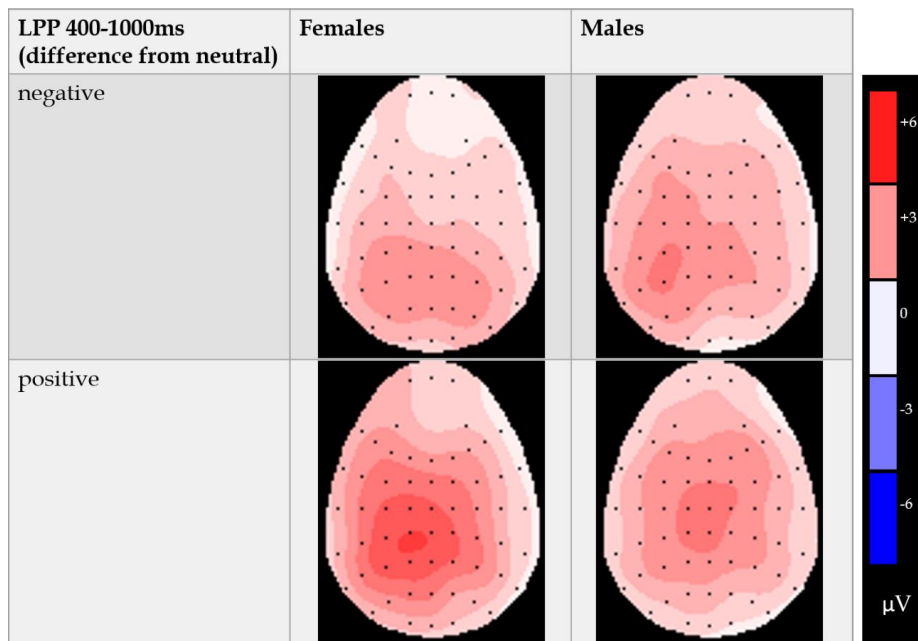 LPP 400-1000ms
(difference from neutral)
Females
Males
negative
positive
+6
+3
0
-3
-6
µV